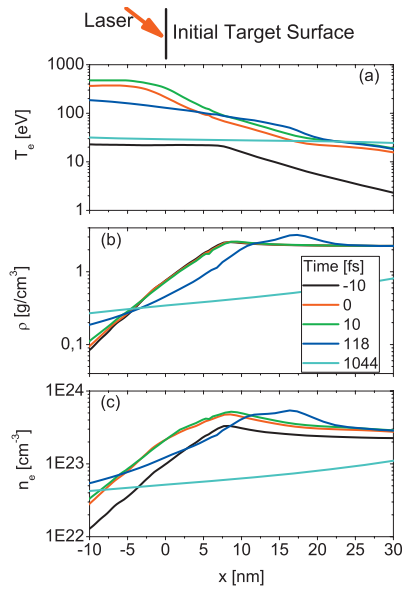 Laser
Initial Target Surface
1000
(a)
100
10
1
T_e [eV]
(b)
1
0,1
ρ [g/cm³]
Time [fs]
-10
0
10
118
1044
1E24
(c)
1E23
1E22
n_e [cm⁻³]
-10 -5 0 5 10 15 20 25 30
x [nm]